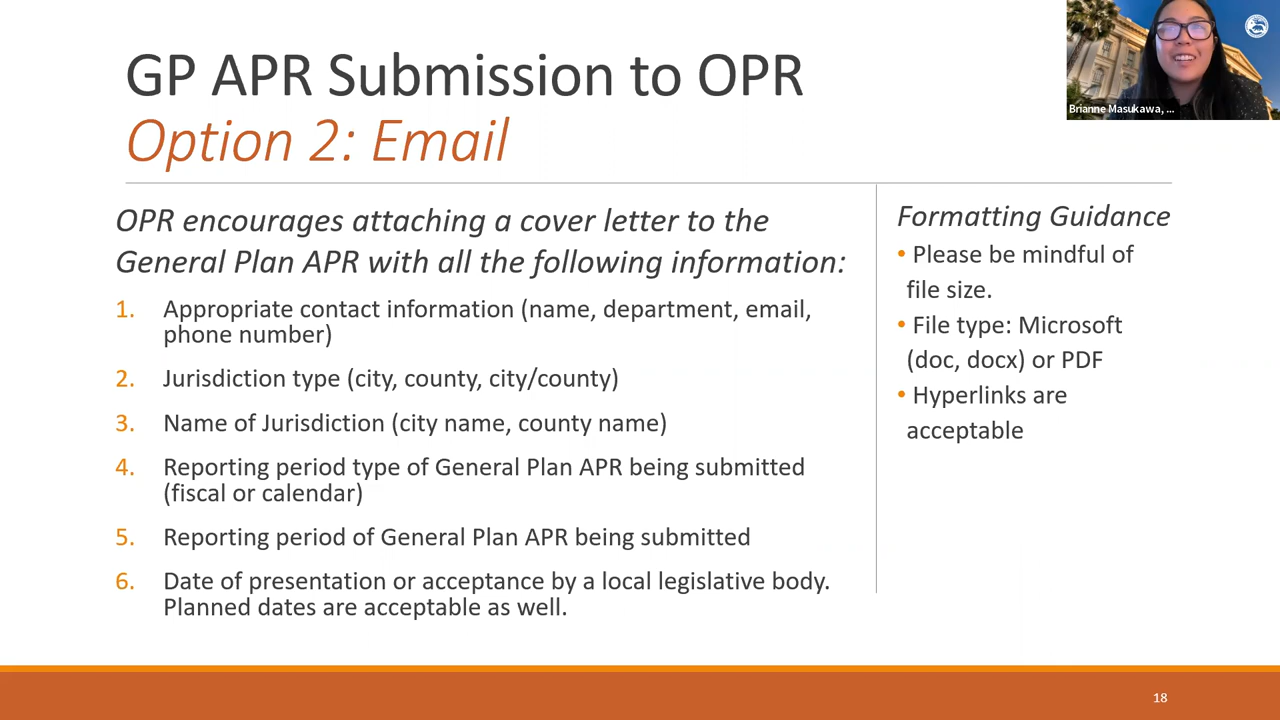 GP APR Submission to OPR
Option 2: Email
OPR encourages attaching a cover letter to the
General Plan APR with all the following information:
1. Appropriate contact information (name, department, email,
phone number)
2. Jurisdiction type (city, county, city/county)
3. Name of Jurisdiction (city name, county name)
4. Reporting period type of General Plan APR being submitted
(fiscal or calendar)
5. Reporting period of General Plan APR being submitted
6. Date of presentation or acceptance by a local legislative body.
Planned dates are acceptable as well.
Formatting Guidance
• Please be mindful of
file size.
• File type: Microsoft
(doc, docx) or PDF
• Hyperlinks are
acceptable
Brianne Masukawa, ...
18